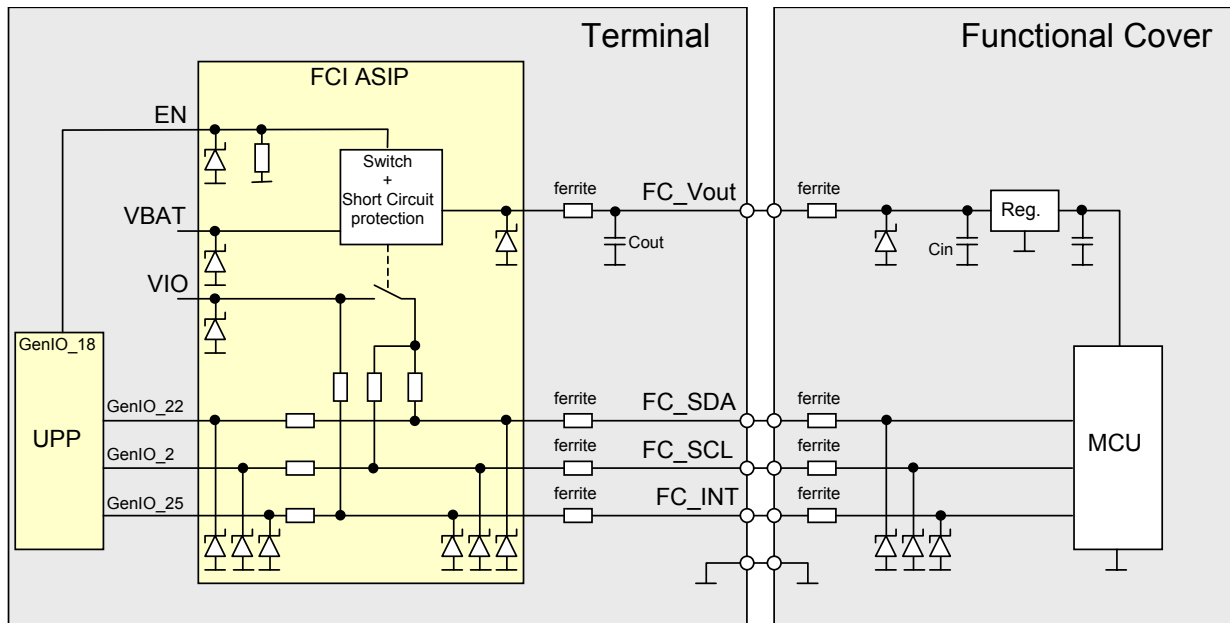 Terminal
Functional Cover
FCI ASIP
EN
Switch
+
Short Circuit
protection
ferrite
FC_Vout
ferrite
Reg.
VBAT
Cout
Cin
VIO
GenIO_18
GenIO_22
ferrite
FC_SDA
ferrite
UPP
GenIO_2
ferrite
FC_SCL
ferrite
MCU
GenIO_25
ferrite
FC_INT
ferrite